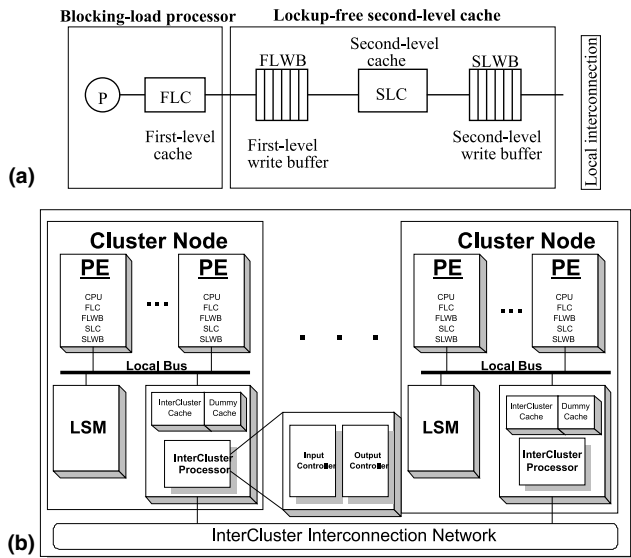 Blocking-load processor
Lockup-free second-level cache
P
FLC
First-level
cache
FLWB
First-level
write buffer
Second-level
cache
SLC
SLWB
Second-level
write buffer
Local interconnection
(a)
Cluster Node
PE
CPU
FLC
FLWB
SLC
SLWB
...
PE
CPU
FLC
FLWB
SLC
SLWB
Local Bus
LSM
InterCluster
Cache
Dummy
Cache
InterCluster
Processor
. . .
Input
Controller
Output
Controller
Cluster Node
PE
CPU
FLC
FLWB
SLC
SLWB
...
PE
CPU
FLC
FLWB
SLC
SLWB
Local Bus
LSM
InterCluster
Cache
Dummy
Cache
InterCluster
Processor
InterCluster Interconnection Network
(b)